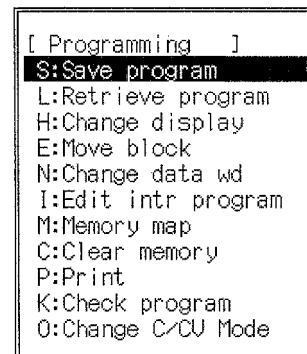 [ Programming ]
S:Save program
L:Retrieve program
H:Change display
E:Move block
N:Change data wd
I:Edit intr program
M:Memory map
C:Clear memory
P:Print
K:Check program
O:Change C/CV Mode